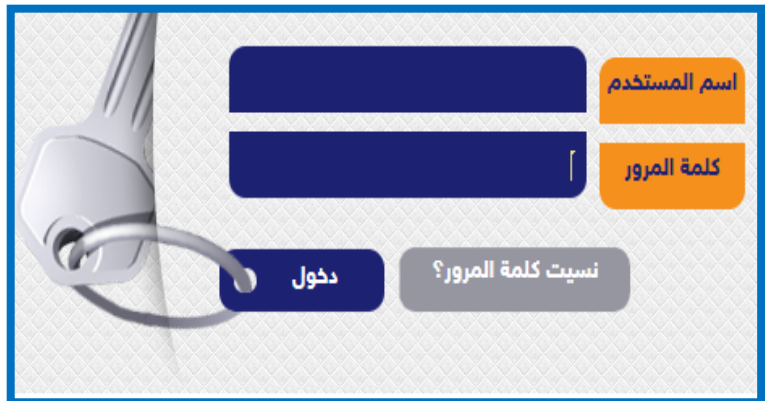 اسم المستخدم
كلمة المرور
نسيت كلمة المرور؟
دخول